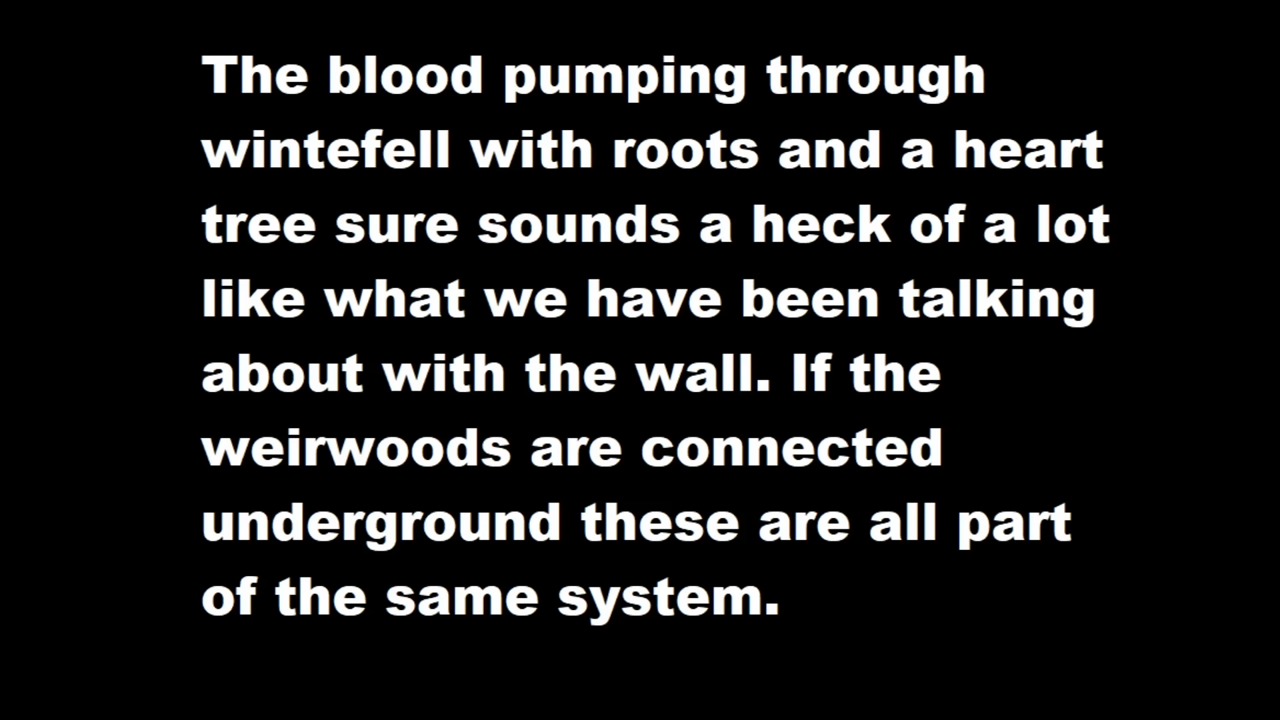 The blood pumping through
wintefell with roots and a heart
tree sure sounds a heck of a lot
like what we have been talking
about with the wall. If the
weirwoods are connected
underground these are all part
of the same system.